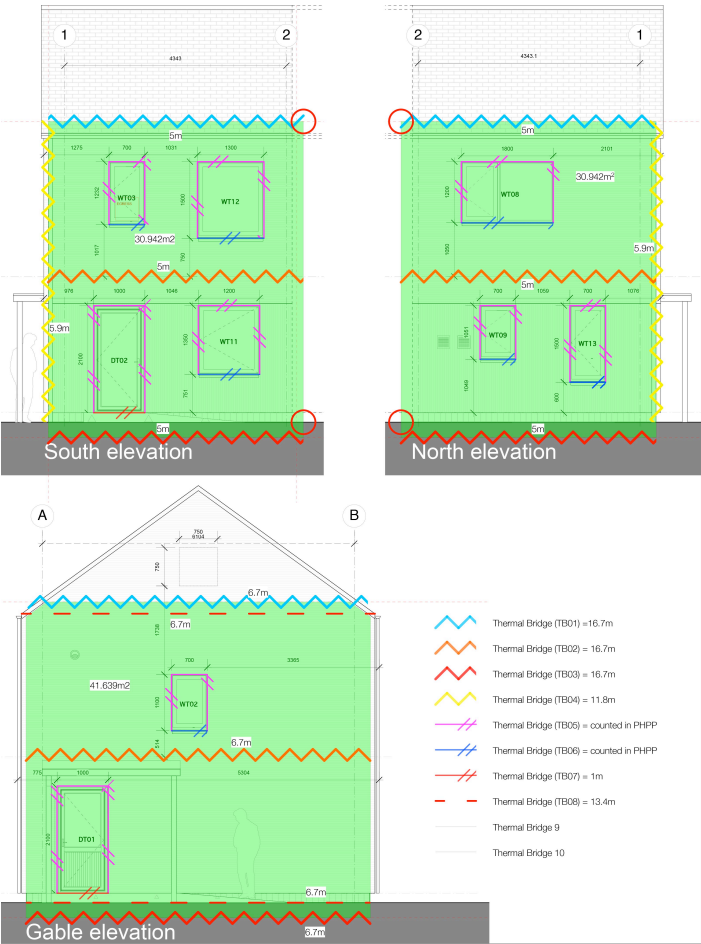 1
2
2
1
4343
4343.1
5m
5m
1275
700
1031
1300
1800
2101
1232
WT03
1500
WT12
1200
WT08
30.942m²
30.942m2
1017
750
1050
5.9m
5m
5m
976
1000
1046
1200
700
1059
700
1076
5.9m
2100
DT02
1350
WT11
1051
WT09
1500
WT13
751
1049
600
5m
5m
South elevation
North elevation
A
B
750
6104
750
6.7m
6.7m
1738
700
3365
41.639m2
1100
WT02
514
6.7m
775
1000
5304
2100
DT01
6.7m
Gable elevation
6.7m
Thermal Bridge (TB01) =16.7m
Thermal Bridge (TB02) = 16.7m
Thermal Bridge (TB03) = 16.7m
Thermal Bridge (TB04) = 11.8m
Thermal Bridge (TB05) = counted in PHPP
Thermal Bridge (TB06) = counted in PHPP
Thermal Bridge (TB07) = 1m
Thermal Bridge (TB08) = 13.4m
Thermal Bridge 9
Thermal Bridge 10